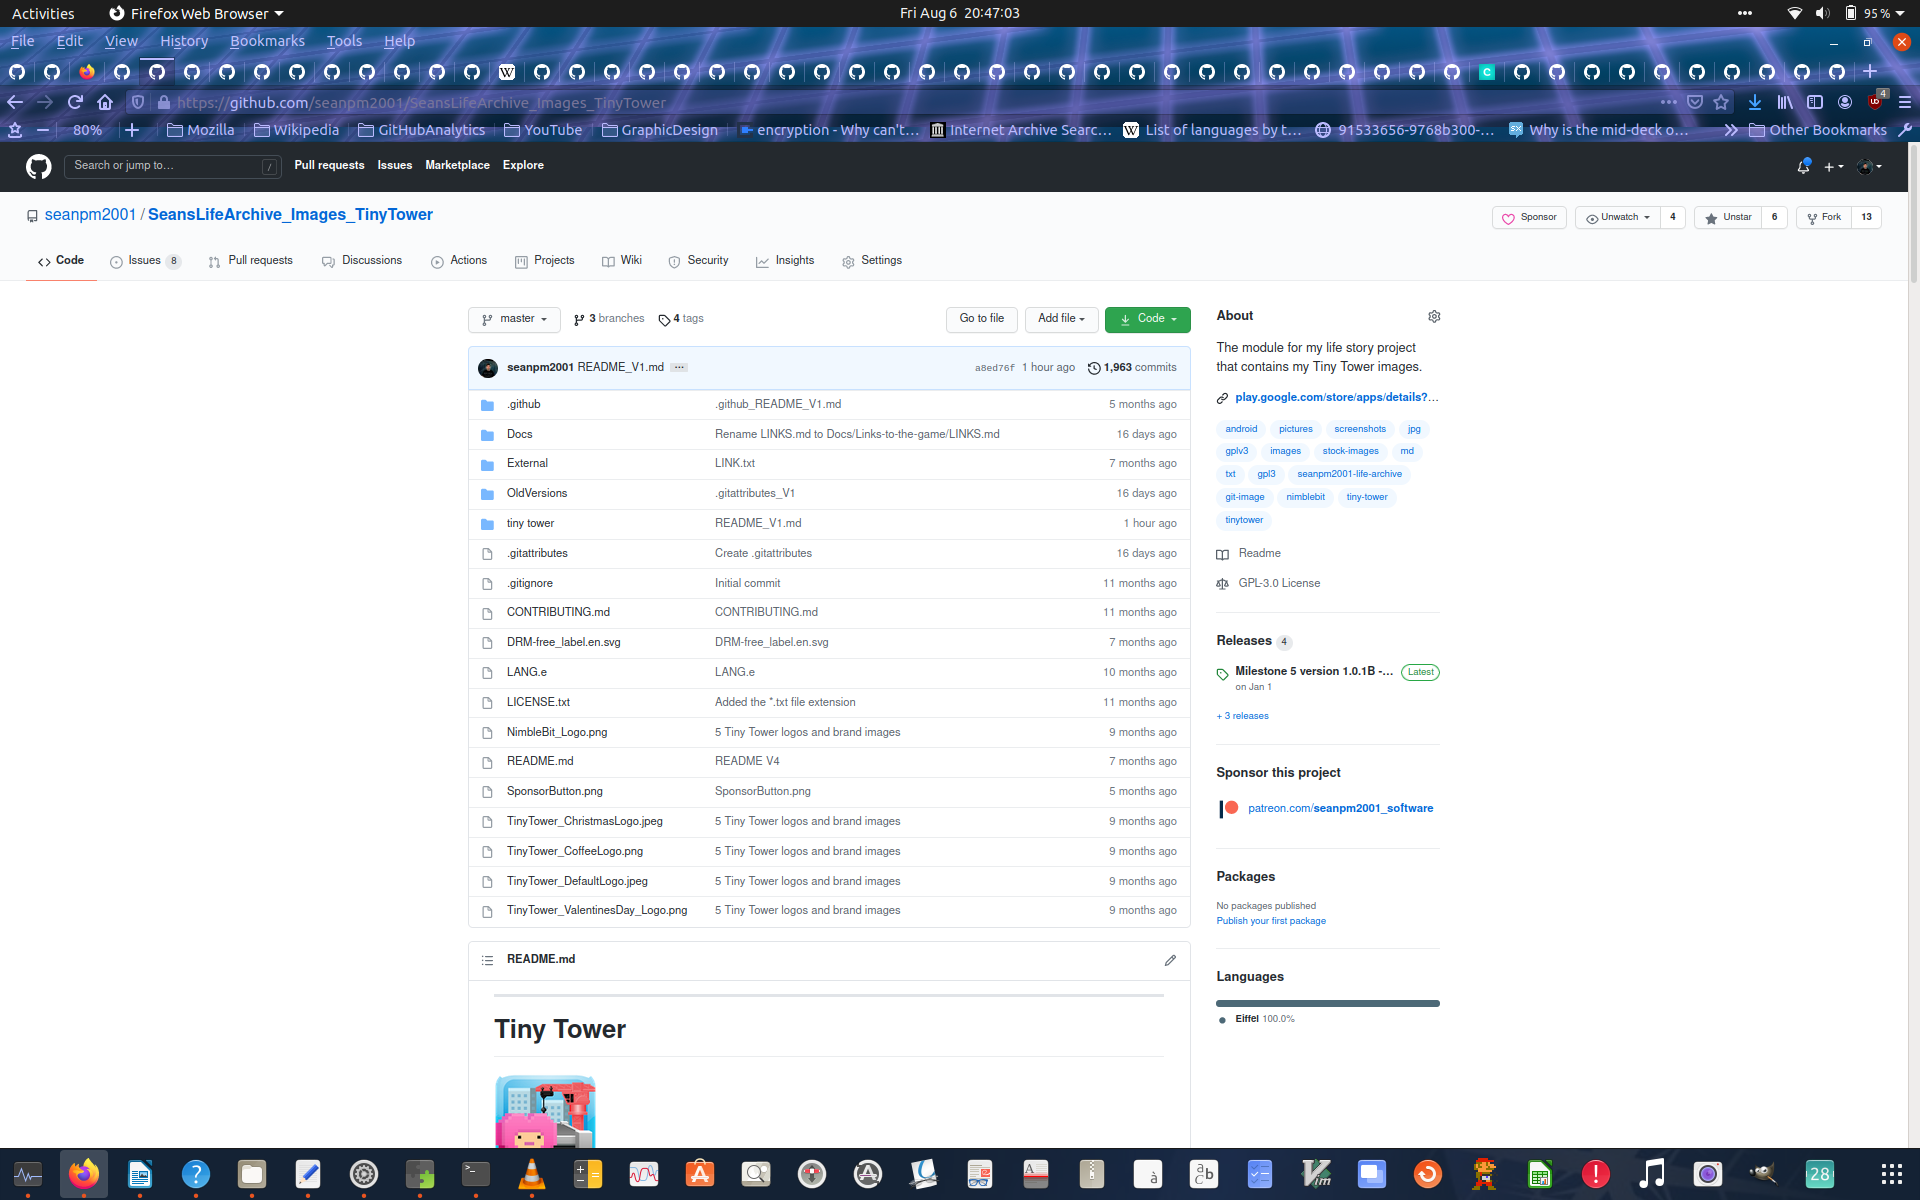 Activities Firefox Web Browser Fri Aug 6 20:47:03 95%
File Edit View History Bookmarks Tools Help
https://github.com/seanpm2001/SeansLifeArchive_Images_TinyTower 4
80% Mozilla Wikipedia GitHubAnalytics YouTube GraphicDesign encryption - Why can't... Internet Archive Searc... List of languages by t... 91533656-9768b300-... Why is the mid-deck o... Other Bookmarks
Search or jump to... / Pull requests Issues Marketplace Explore
seanpm2001 / SeansLifeArchive_Images_TinyTower Sponsor Unwatch 4 Unstar 6 Fork 13
Code Issues 8 Pull requests Discussions Actions Projects Wiki Security Insights Settings
master 3 branches 4 tags Go to file Add file Code
seanpm2001 README_V1.md ... a8ed76f 1 hour ago 1,963 commits
.github .github_README_V1.md 5 months ago
Docs Rename LINKS.md to Docs/Links-to-the-game/LINKS.md 16 days ago
External LINK.txt 7 months ago
OldVersions .gitattributes_V1 16 days ago
tiny tower README_V1.md 1 hour ago
.gitattributes Create .gitattributes 16 days ago
.gitignore Initial commit 11 months ago
CONTRIBUTING.md CONTRIBUTING.md 11 months ago
DRM-free_label.en.svg DRM-free_label.en.svg 7 months ago
LANG.e LANG.e 10 months ago
LICENSE.txt Added the *.txt file extension 11 months ago
NimbleBit_Logo.png 5 Tiny Tower logos and brand images 9 months ago
README.md README V4 7 months ago
SponsorButton.png SponsorButton.png 5 months ago
TinyTower_ChristmasLogo.jpeg 5 Tiny Tower logos and brand images 9 months ago
TinyTower_CoffeeLogo.png 5 Tiny Tower logos and brand images 9 months ago
TinyTower_DefaultLogo.jpeg 5 Tiny Tower logos and brand images 9 months ago
TinyTower_ValentinesDay_Logo.png 5 Tiny Tower logos and brand images 9 months ago
README.md
Tiny Tower
About
The module for my life story project
that contains my Tiny Tower images.
play.google.com/store/apps/details?...
android pictures screenshots jpg
gplv3 images stock-images md
txt gpl3 seanpm2001-life-archive
git-image nimblebit tiny-tower
tinytower
Readme
GPL-3.0 License
Releases 4
Milestone 5 version 1.0.1B -... Latest
on Jan 1
+ 3 releases
Sponsor this project
patreon.com/seanpm2001_software
Packages
No packages published
Publish your first package
Languages
Eiffel 100.0%
28